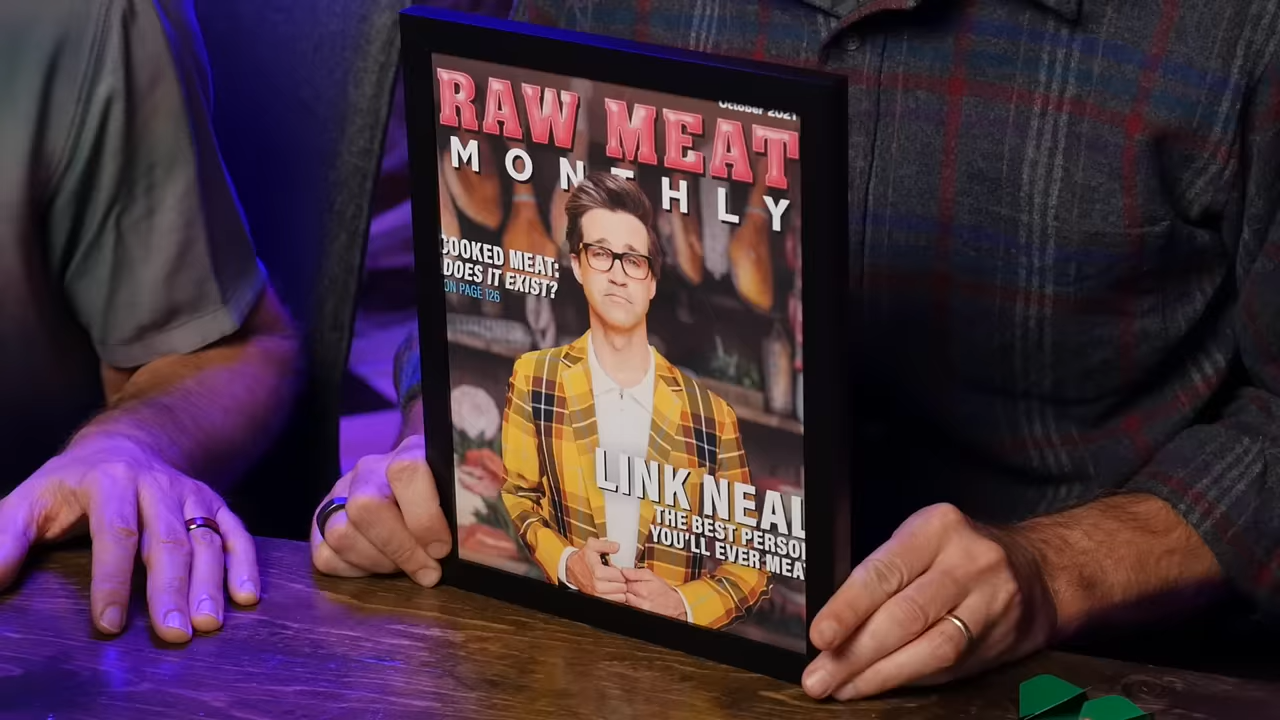 October 2021
RAW MEAT
MONTHLY
COOKED MEAT:
DOES IT EXIST?
ON PAGE 126
LINK NEAL
THE BEST PERSON
YOU'LL EVER MEAT